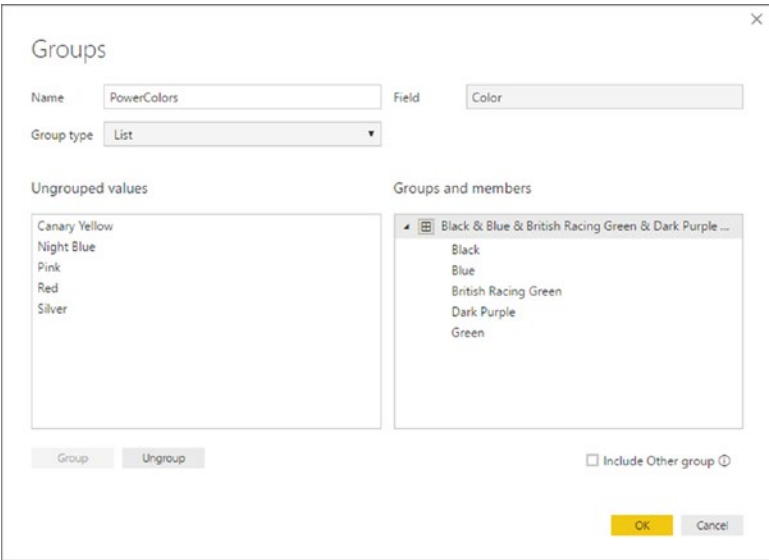 Groups
Name PowerColors Field Color
Group type List
Ungrouped values Groups and members
Canary Yellow
Night Blue
Pink
Red
Silver
Black & Blue & British Racing Green & Dark Purple ...
Black
Blue
British Racing Green
Dark Purple
Green
Group Ungroup Include Other group
OK Cancel